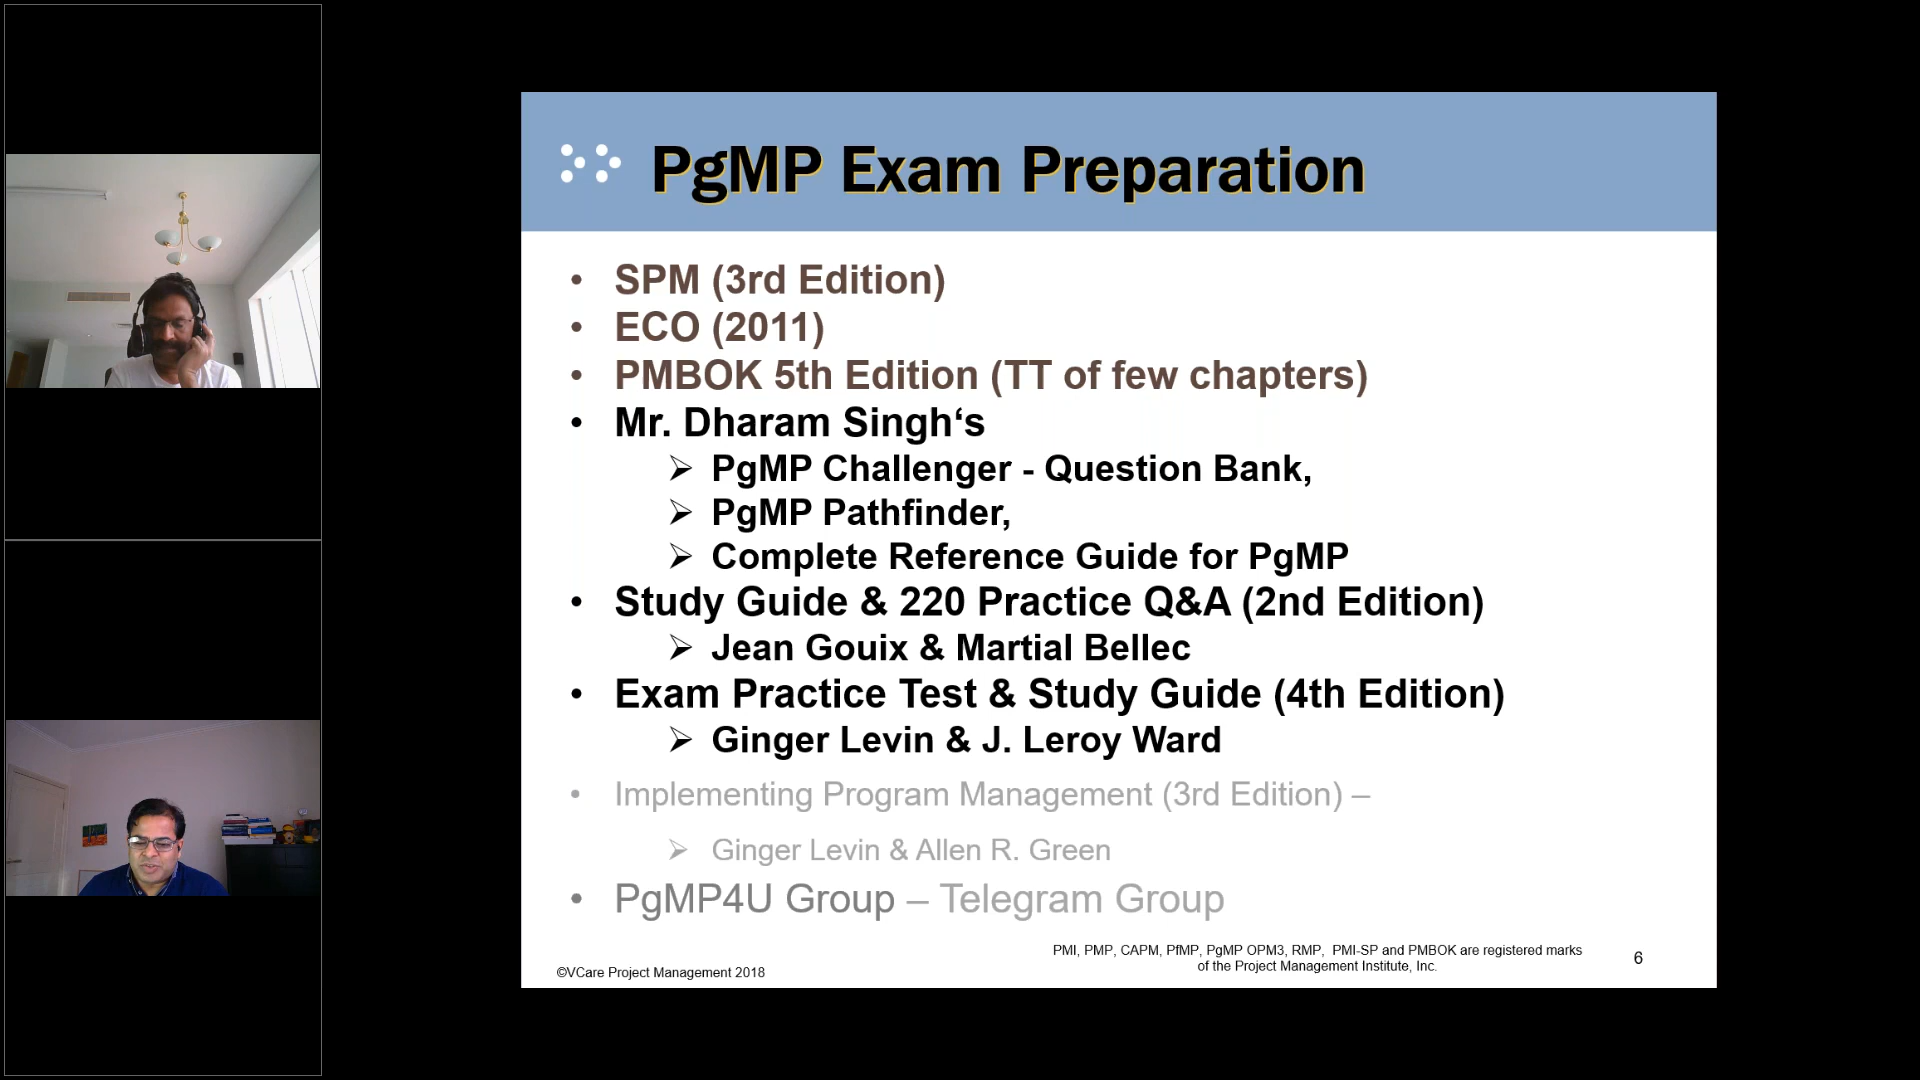 PgMP Exam Preparation
• SPM (3rd Edition)
• ECO (2011)
• PMBOK 5th Edition (TT of few chapters)
• Mr. Dharam Singh‘s
➢ PgMP Challenger - Question Bank,
➢ PgMP Pathfinder,
➢ Complete Reference Guide for PgMP
• Study Guide & 220 Practice Q&A (2nd Edition)
➢ Jean Gouix & Martial Bellec
• Exam Practice Test & Study Guide (4th Edition)
➢ Ginger Levin & J. Leroy Ward
• Implementing Program Management (3rd Edition) –
➢ Ginger Levin & Allen R. Green
• PgMP4U Group – Telegram Group
PMI, PMP, CAPM, PfMP, PgMP OPM3, RMP, PMI-SP and PMBOK are registered marks
of the Project Management Institute, Inc.
6
©VCare Project Management 2018